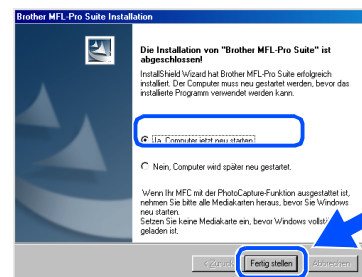 Brother MFL-Pro Suite Installation
Die Installation von "Brother MFL-Pro Suite" ist
abgeschlossen!
InstallShield Wizard hat Brother MFL-Pro Suite erfolgreich
installiert. Der Computer muss neu gestartet werden, bevor das
installierte Programm verwendet werden kann.
Ja, Computer jetzt neu starten.
Nein, Computer wird später neu gestartet.
Wenn Ihr MFC mit der PhotoCapture-Funktion ausgestattet ist,
nehmen Sie bitte alle Mediakarten heraus, bevor Sie Windows
neu starten.
Setzen Sie keine Mediakarte ein, bevor Windows
geladen ist.
< Zurück
Fertig stellen
Abbrechen